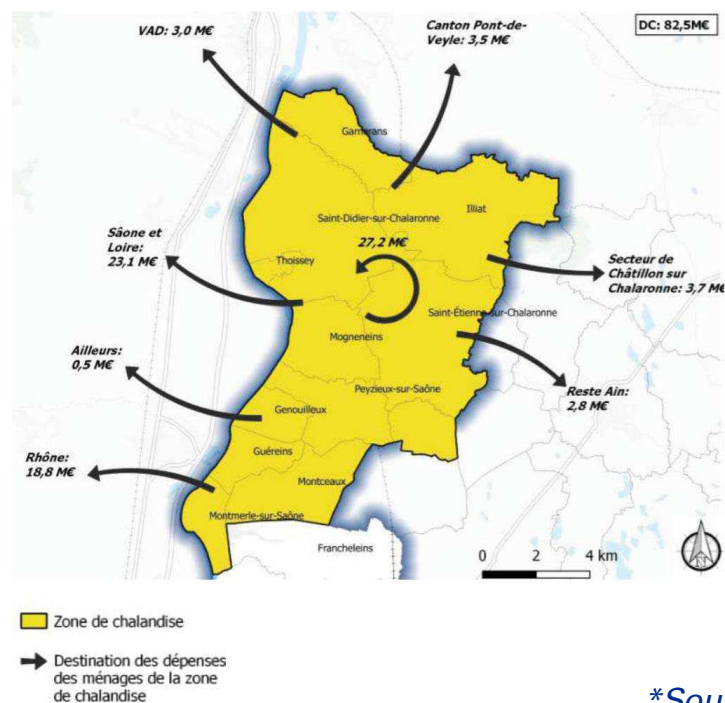 VAD: 3,0 M€
Canton Pont-de-
Veyle: 3,5 M€
DC: 82,5M€
Garnerans
Illiat
Saint-Didier-sur-Chalaronne
27,2 M€
Sâone et
Loire:
23,1 M€
Thoissey
Secteur de
Châtillon sur
Chalaronne: 3,7 M€
Saint-Étienne-sur-Chalaronne
Mogneneins
Ailleurs:
0,5 M€
Peyzieux-sur-Saône
Reste Ain:
2,8 M€
Genouilleux
Guéreins
Rhône:
18,8 M€
Montceaux
Montmerle-sur-Saône
Francheleins
0 2 4 km
N
Zone de chalandise
Destination des dépenses
des ménages de la zone
de chalandise
*Sou